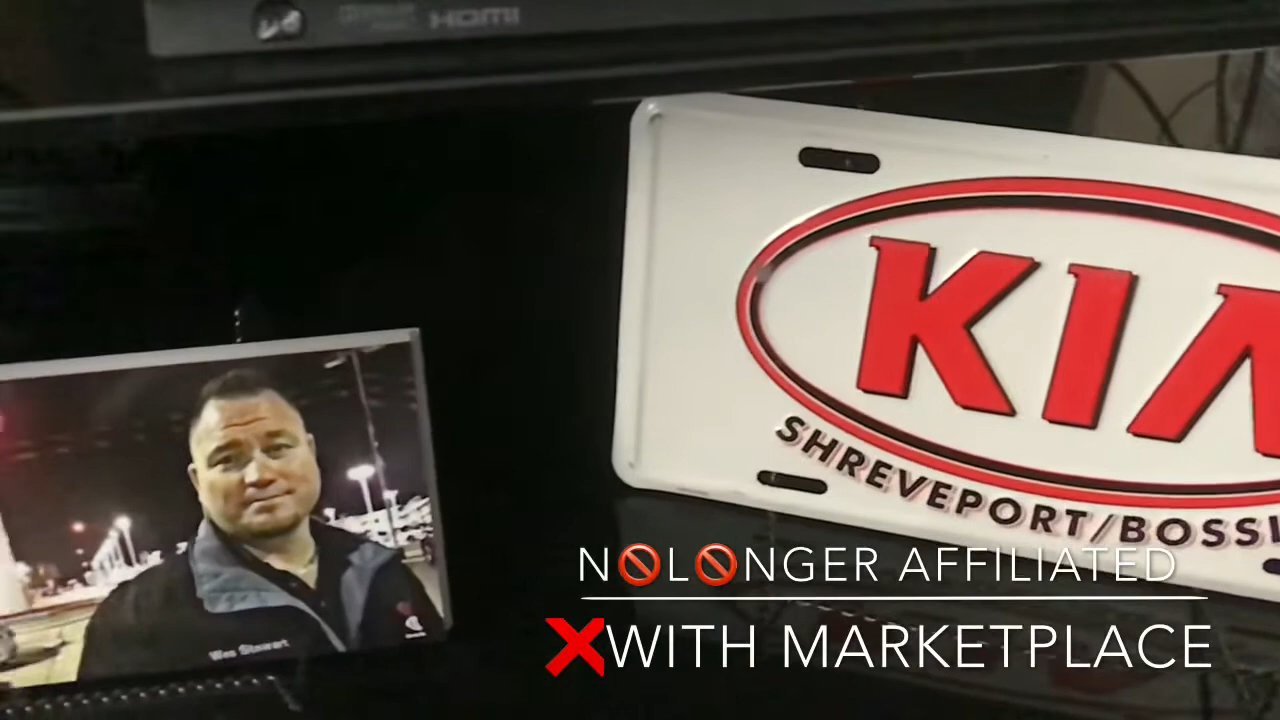 HDMI
KIA
SHREVEPORT/BOSSI
N🚫L🚫NGER AFFILIATED
❌WITH MARKETPLACE
Wes Stewart